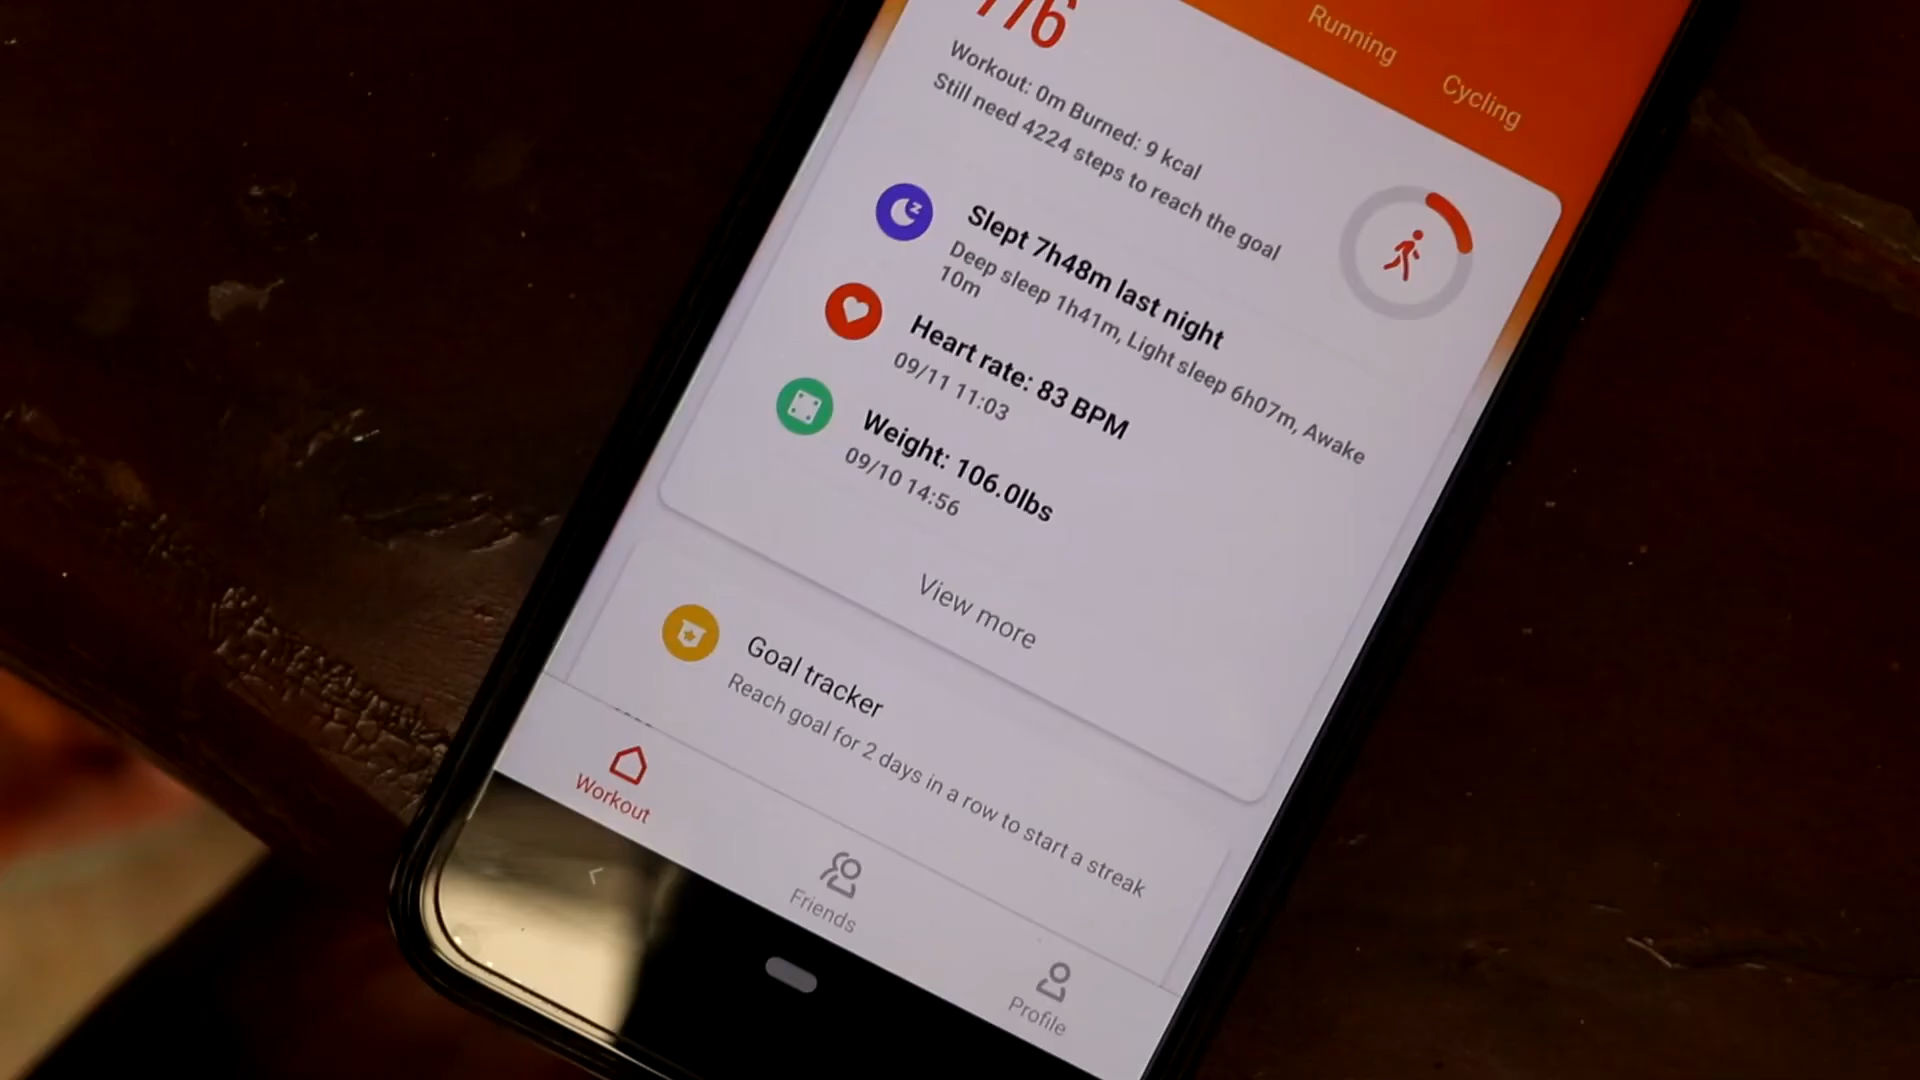 Running
Cycling
776
Workout: 0m Burned: 9 kcal
Still need 4224 steps to reach the goal
Slept 7h48m last night
Deep sleep 1h41m, Light sleep 6h07m, Awake
10m
Heart rate: 83 BPM
09/11 11:03
Weight: 106.0lbs
09/10 14:56
View more
Goal tracker
Reach goal for 2 days in a row to start a streak
Workout
Friends
Profile